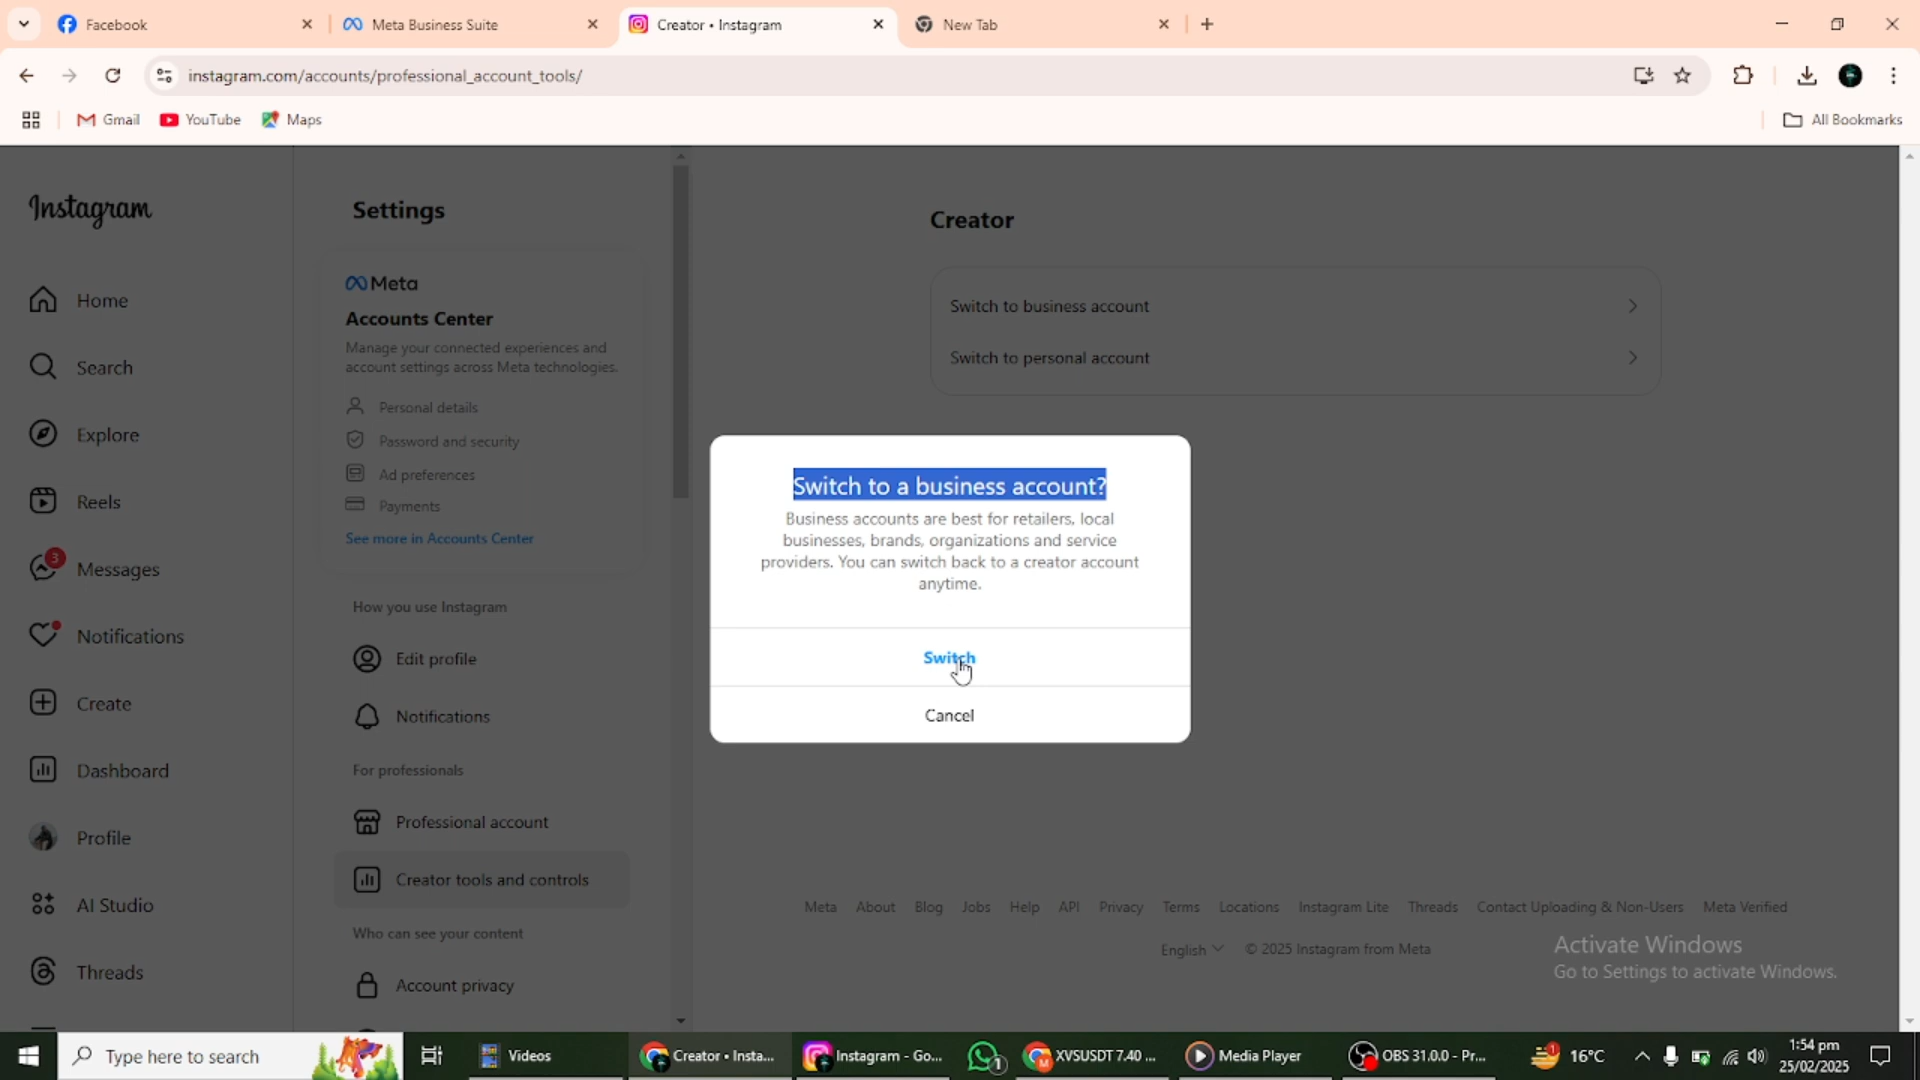 Facebook
Meta Business Suite
Creator • Instagram
New Tab
instagram.com/accounts/professional_account_tools/
Gmail
YouTube
Maps
All Bookmarks
Instagram
Home
Search
Explore
Reels
3
Messages
Notifications
Create
Dashboard
Profile
AI Studio
Threads
Settings
Meta
Accounts Center
Manage your connected experiences and
account settings across Meta technologies.
Personal details
Password and security
Ad preferences
Payments
See more in Accounts Center
How you use Instagram
Edit profile
Notifications
For professionals
Professional account
Creator tools and controls
Who can see your content
Account privacy
Creator
Switch to business account
Switch to personal account
Switch to a business account?
Business accounts are best for retailers, local
businesses, brands, organizations and service
providers. You can switch back to a creator account
anytime.
Switch
Cancel
Meta About Blog Jobs Help API Privacy Terms Locations Instagram Lite Threads Contact Uploading & Non-Users Meta Verified
English © 2025 Instagram from Meta
Activate Windows
Go to Settings to activate Windows.
Type here to search
Videos
Creator • Insta...
Instagram - Go...
1
XVSUSDT 7.40 ...
Media Player
OBS 31.0.0 - Pr...
1
16°C
1:54 pm
25/02/2025